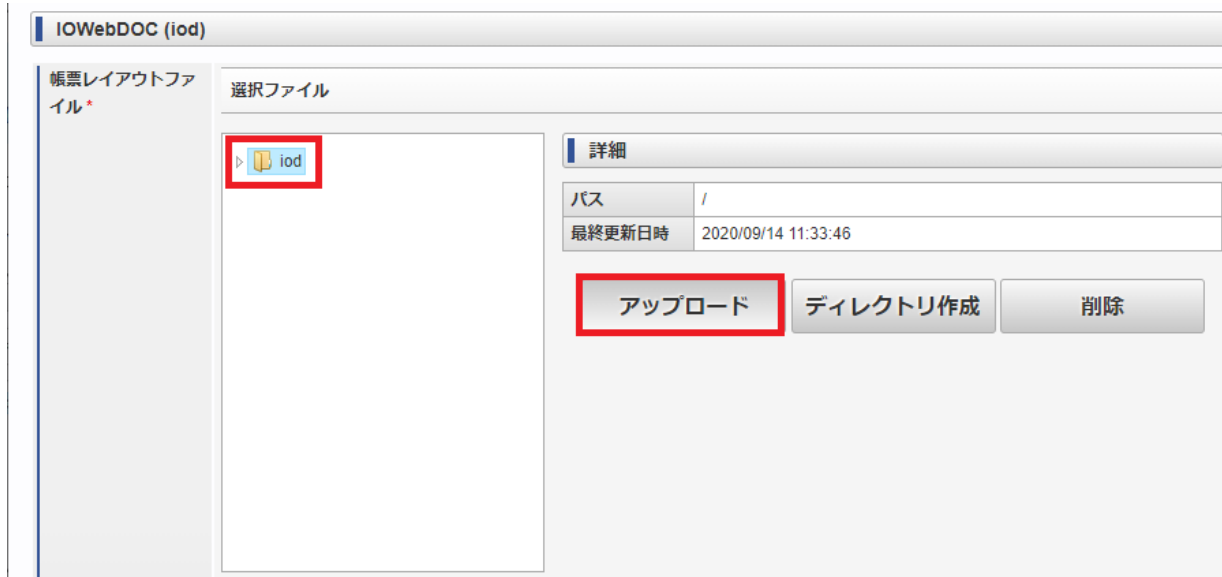 IOWebDOC (iod)
帳票レイアウトファ
イル*
選択ファイル
iod
詳細
パス /
最終更新日時 2020/09/14 11:33:46
アップロード ディレクトリ作成 削除